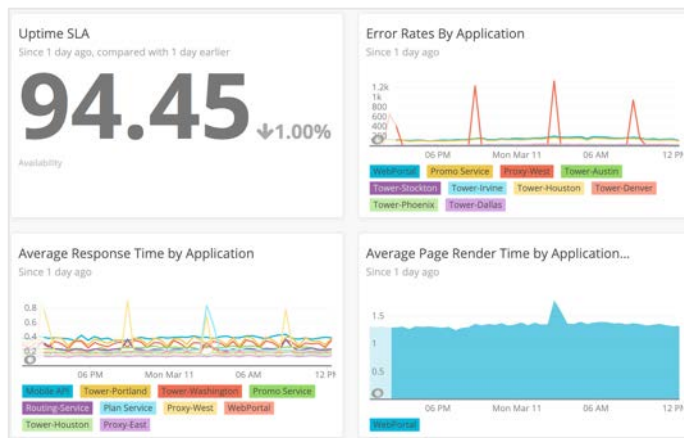 Uptime SLA
Since 1 day ago, compared with 1 day earlier
94.45
↓1.00%
Availability
Error Rates By Application
Since 1 day ago
1.2k
1k
800
600
400
200
06 PM
Mon Mar 11
06 AM
12 P
WebPortal Promo Service Proxy-West Tower-Austin
Tower-Stockton Tower-Irvine Tower-Houston Tower-Denver
Tower-Phoenix Tower-Dallas
Average Response Time by Application
Since 1 day ago
0.8
0.6
0.4
0.2
06 PM
Mon Mar 11
06 AM
12 P
Mobile API Tower-Portland Tower-Washington Promo Service
Routing-Service Plan Service Proxy-West WebPortal
Tower-Houston Proxy-East
Average Page Render Time by Application...
Since 1 day ago
1.5
1
0.5
06 PM
Mon Mar 11
06 AM
12 P
WebPortal